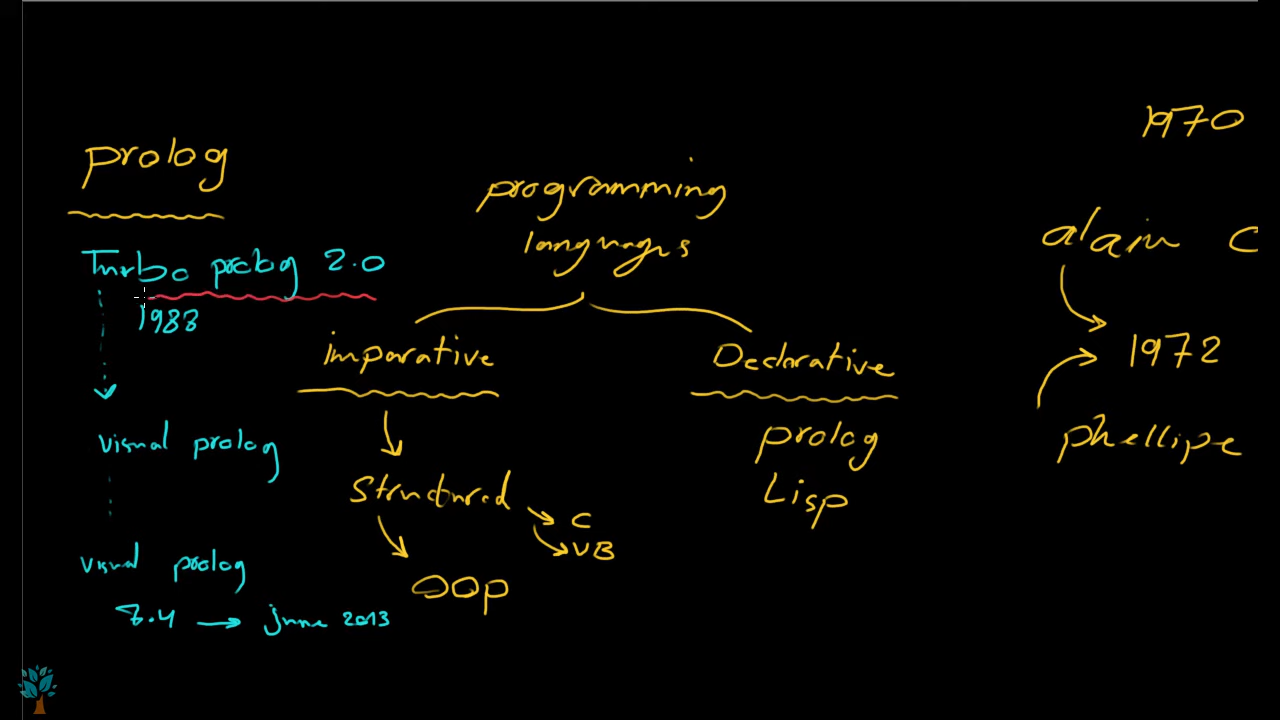 prolog
Turbo prolog 2.0
1988
visual prolog
visual prolog
7.4 → june 2013
programming
languages
imparative
Structured
C
VB
OOP
Declarative
prolog
Lisp
1970
alain C
1972
phellipe